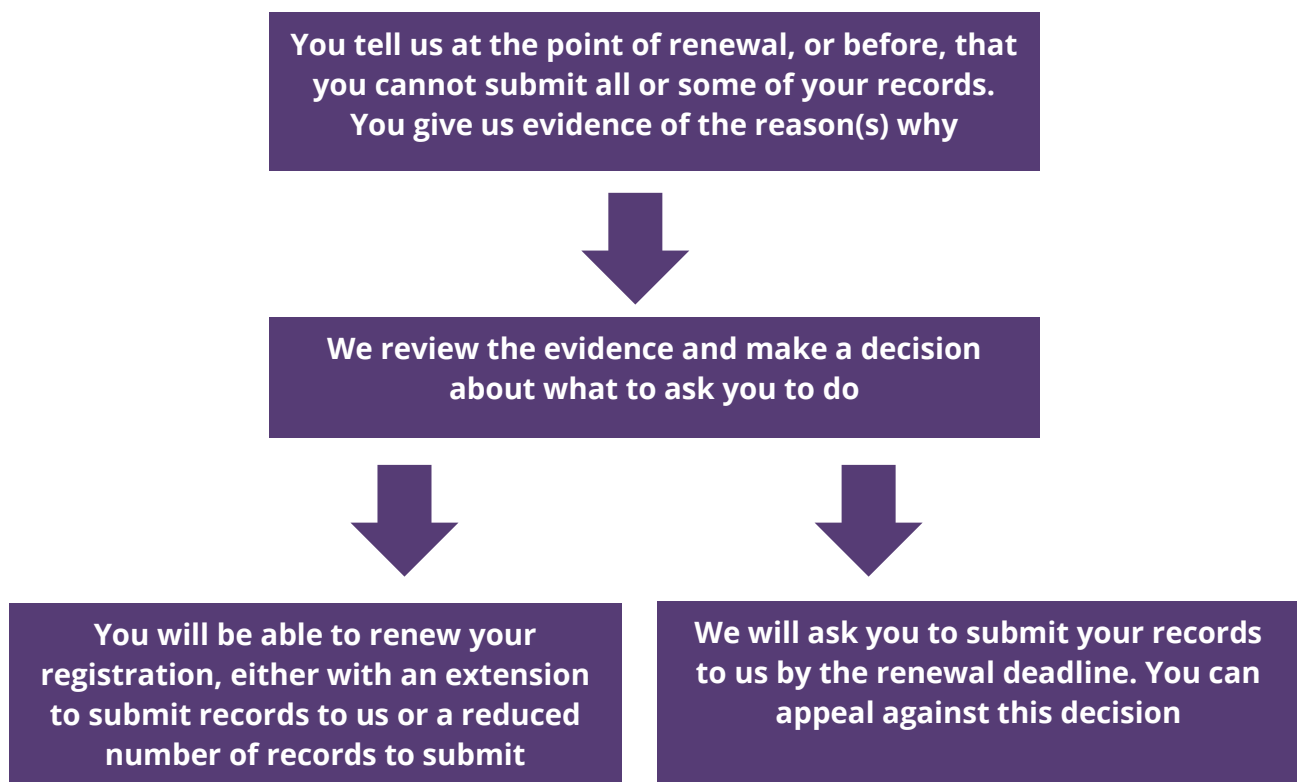 You tell us at the point of renewal, or before, that
you cannot submit all or some of your records.
You give us evidence of the reason(s) why
We review the evidence and make a decision
about what to ask you to do
You will be able to renew your
registration, either with an extension
to submit records to us or a reduced
number of records to submit
We will ask you to submit your records
to us by the renewal deadline. You can
appeal against this decision